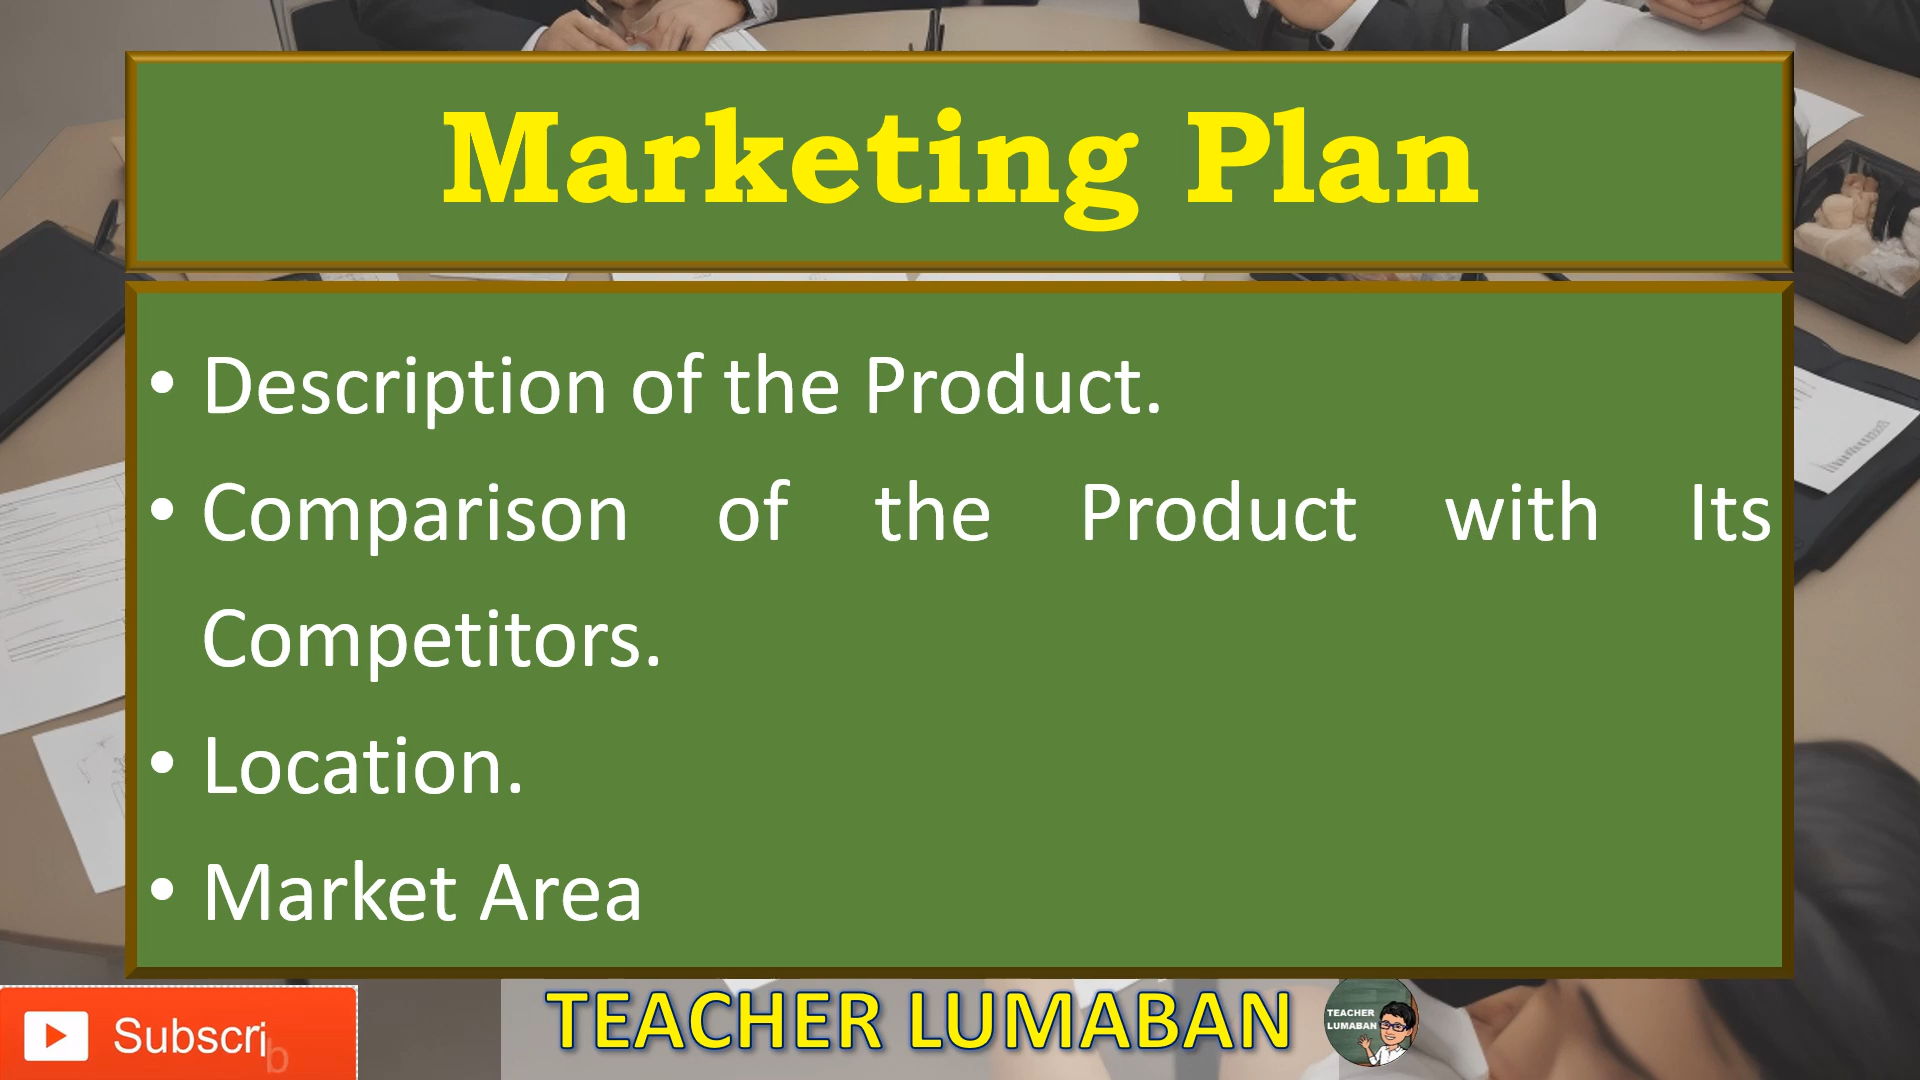 Marketing Plan
• Description of the Product.
• Comparison of the Product with Its
Competitors.
• Location.
• Market Area
Subscrib
TEACHER LUMABAN
TEACHER
LUMABAN